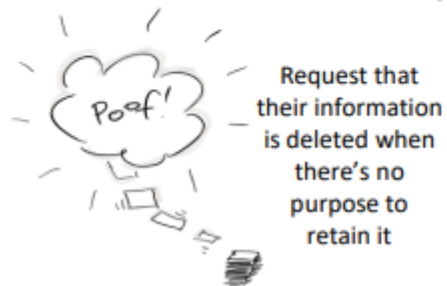 Poof!
Request that
their information
is deleted when
there's no
purpose to
retain it